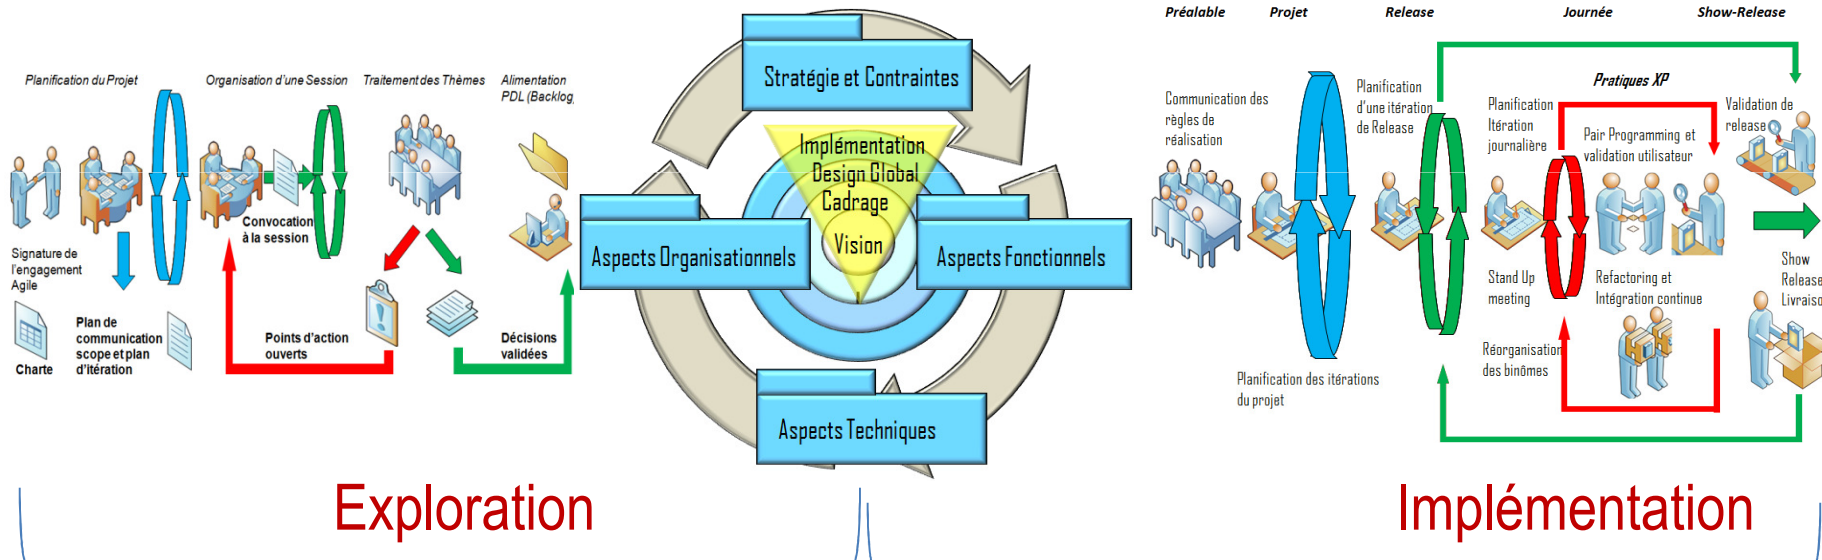 Planification du Projet
Organisation d'une Session
Traitement des Thèmes
Alimentation
PDL (Backlog)
Convocation
à la session
Signature de
l'engagement
Agile
Charte
Plan de
communication
scope et plan
d'itération
Points d'action
ouverts
Décisions
validées
Stratégie et Contraintes
Implémentation
Design Global
Cadrage
Vision
Aspects Organisationnels
Aspects Fonctionnels
Aspects Techniques
Préalable
Projet
Release
Journée
Show-Release
Communication des
règles de
réalisation
Planification des itérations
du projet
Planification
d'une itération
de Release
Pratiques XP
Planification
Itération
journalière
Pair Programming et
validation utilisateur
Validation de
release
Stand Up
meeting
Refactoring et
Intégration continue
Réorganisation
des binômes
Show
Release
Livraiso
Exploration
Implémentation